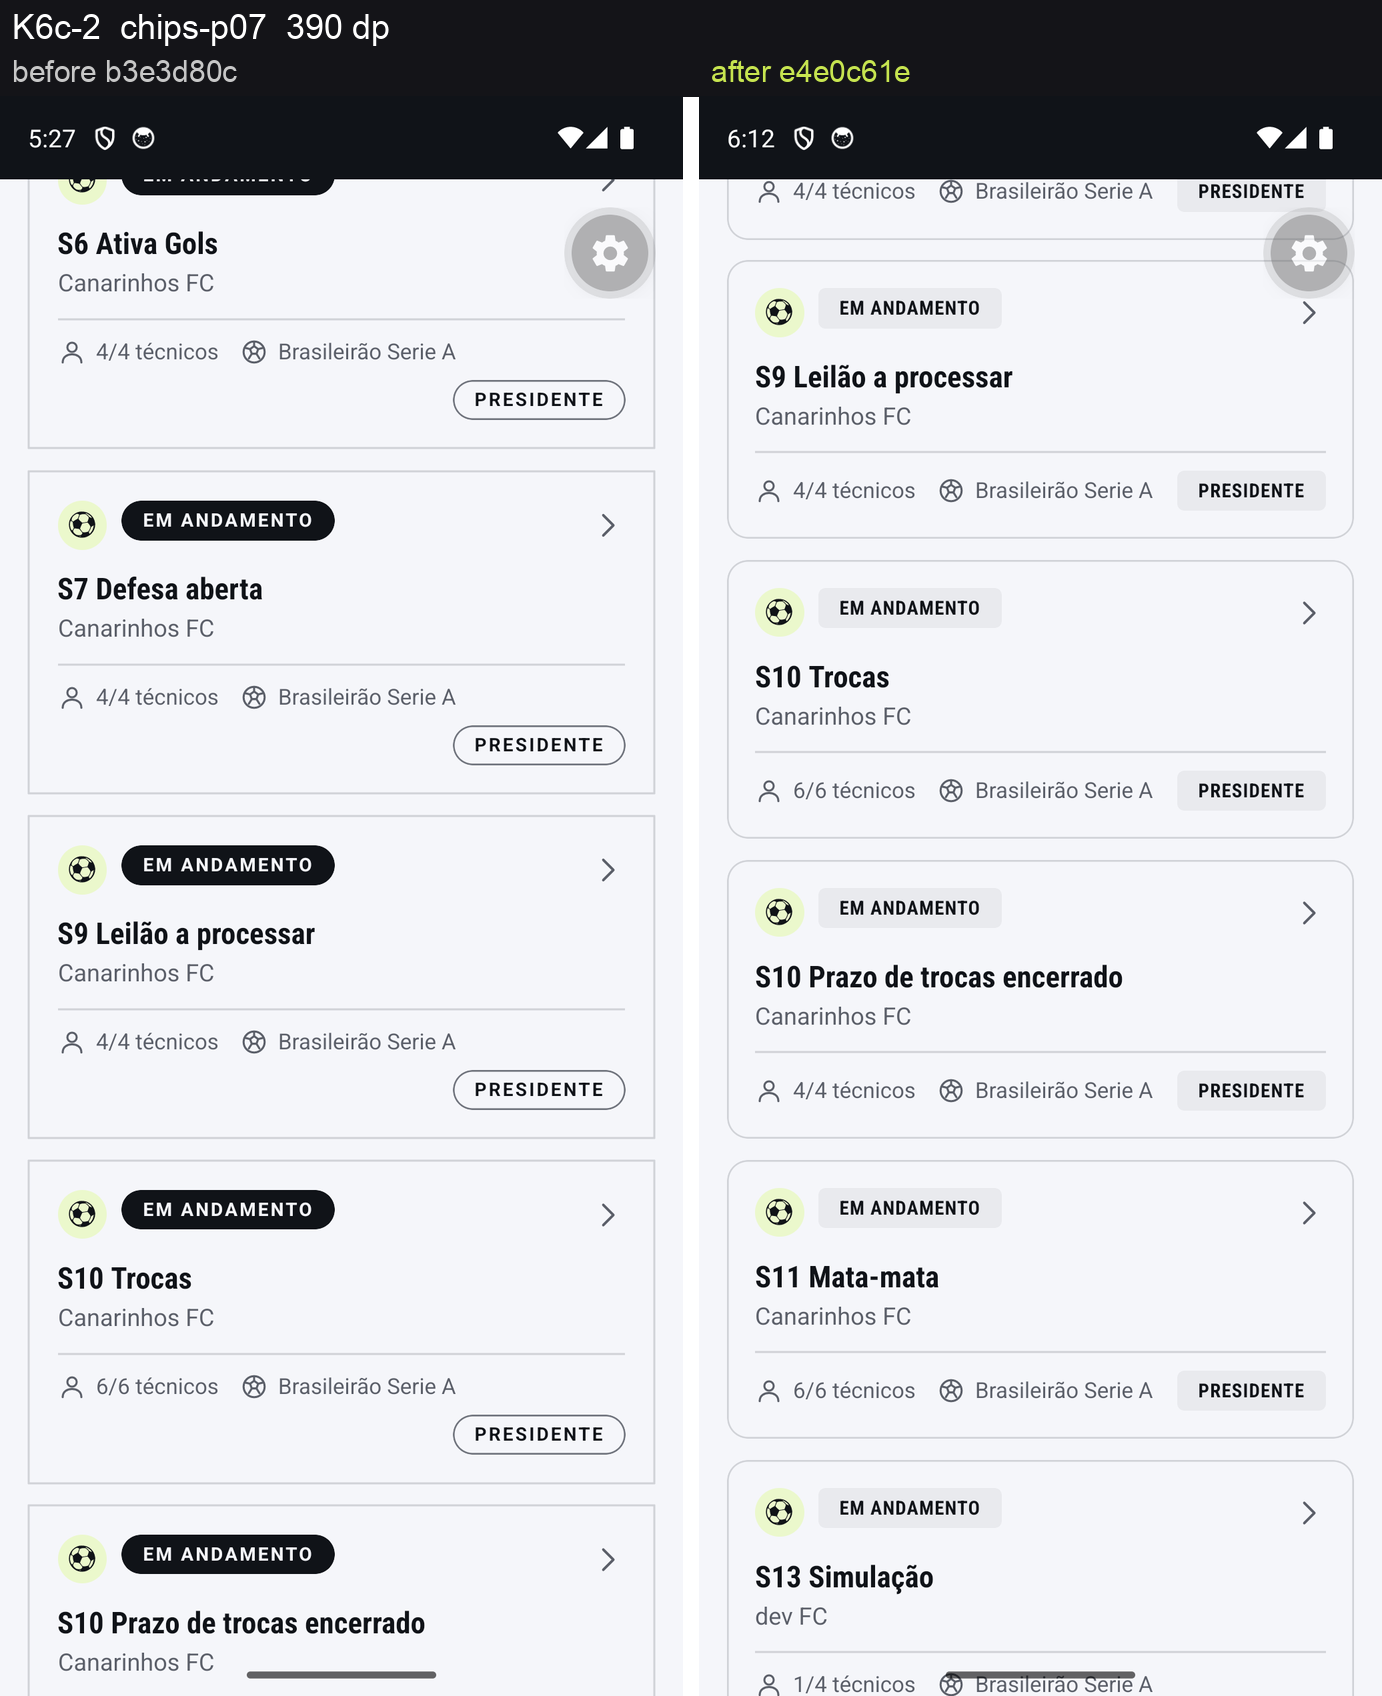 K6c-2 chips-p07 390 dp
before b3e3d80c
after e4e0c61e
5:27
EM ANDAMENTO
S6 Ativa Gols
Canarinhos FC
4/4 técnicos Brasileirão Serie A
PRESIDENTE
EM ANDAMENTO
S7 Defesa aberta
Canarinhos FC
4/4 técnicos Brasileirão Serie A
PRESIDENTE
EM ANDAMENTO
S9 Leilão a processar
Canarinhos FC
4/4 técnicos Brasileirão Serie A
PRESIDENTE
EM ANDAMENTO
S10 Trocas
Canarinhos FC
6/6 técnicos Brasileirão Serie A
PRESIDENTE
EM ANDAMENTO
S10 Prazo de trocas encerrado
Canarinhos FC
6:12
4/4 técnicos Brasileirão Serie A PRESIDENTE
EM ANDAMENTO
S9 Leilão a processar
Canarinhos FC
4/4 técnicos Brasileirão Serie A PRESIDENTE
EM ANDAMENTO
S10 Trocas
Canarinhos FC
6/6 técnicos Brasileirão Serie A PRESIDENTE
EM ANDAMENTO
S10 Prazo de trocas encerrado
Canarinhos FC
4/4 técnicos Brasileirão Serie A PRESIDENTE
EM ANDAMENTO
S11 Mata-mata
Canarinhos FC
6/6 técnicos Brasileirão Serie A PRESIDENTE
EM ANDAMENTO
S13 Simulação
dev FC
1/4 técnicos Brasileirão Serie A